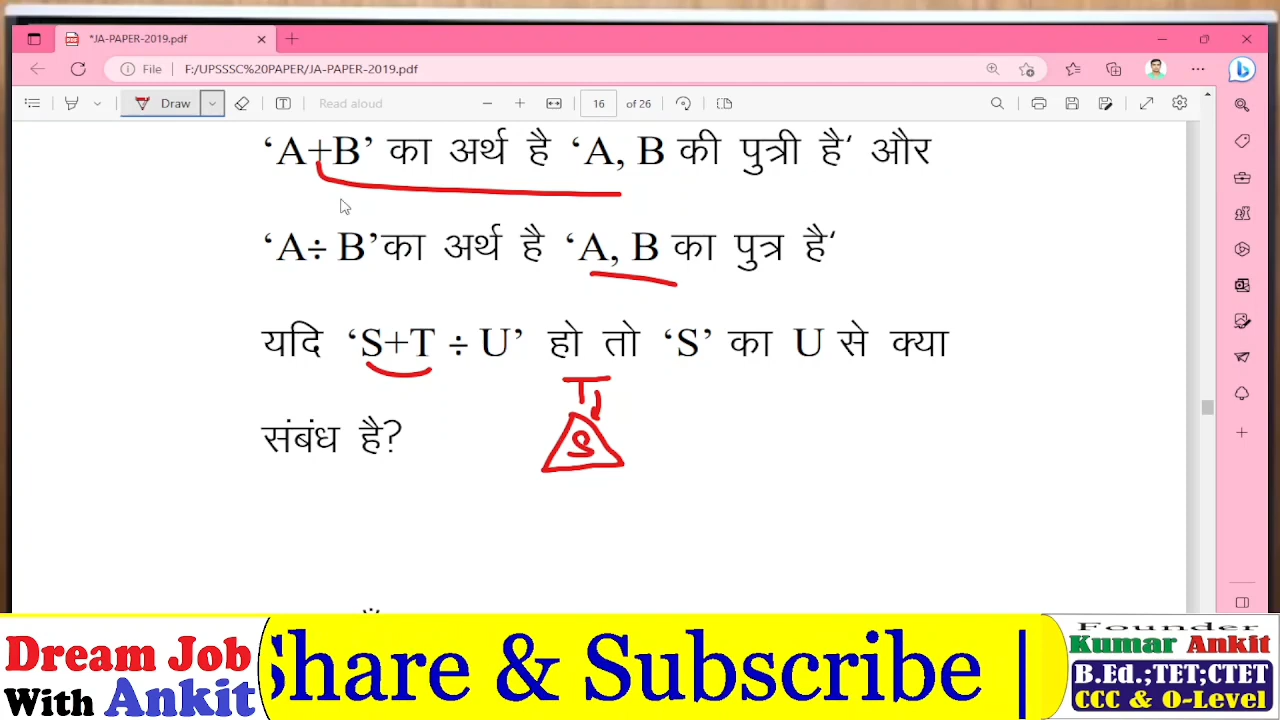 *JA-PAPER-2019.pdf
File F:/UPSSSC%20PAPER/JA-PAPER-2019.pdf
Draw Read aloud 16 of 26
‘A+B’ का अर्थ है ‘A, B की पुत्री है‘ और
‘A÷ B’का अर्थ है ‘A, B का पुत्र है‘
यदि ‘S+T ÷ U’ हो तो ‘S’ का U से क्या
संबंध है?
T
S
Dream Job
With Ankit
Share & Subscribe |
Founder
Kumar Ankit
B.Ed.;TET;CTET
CCC & O-Level